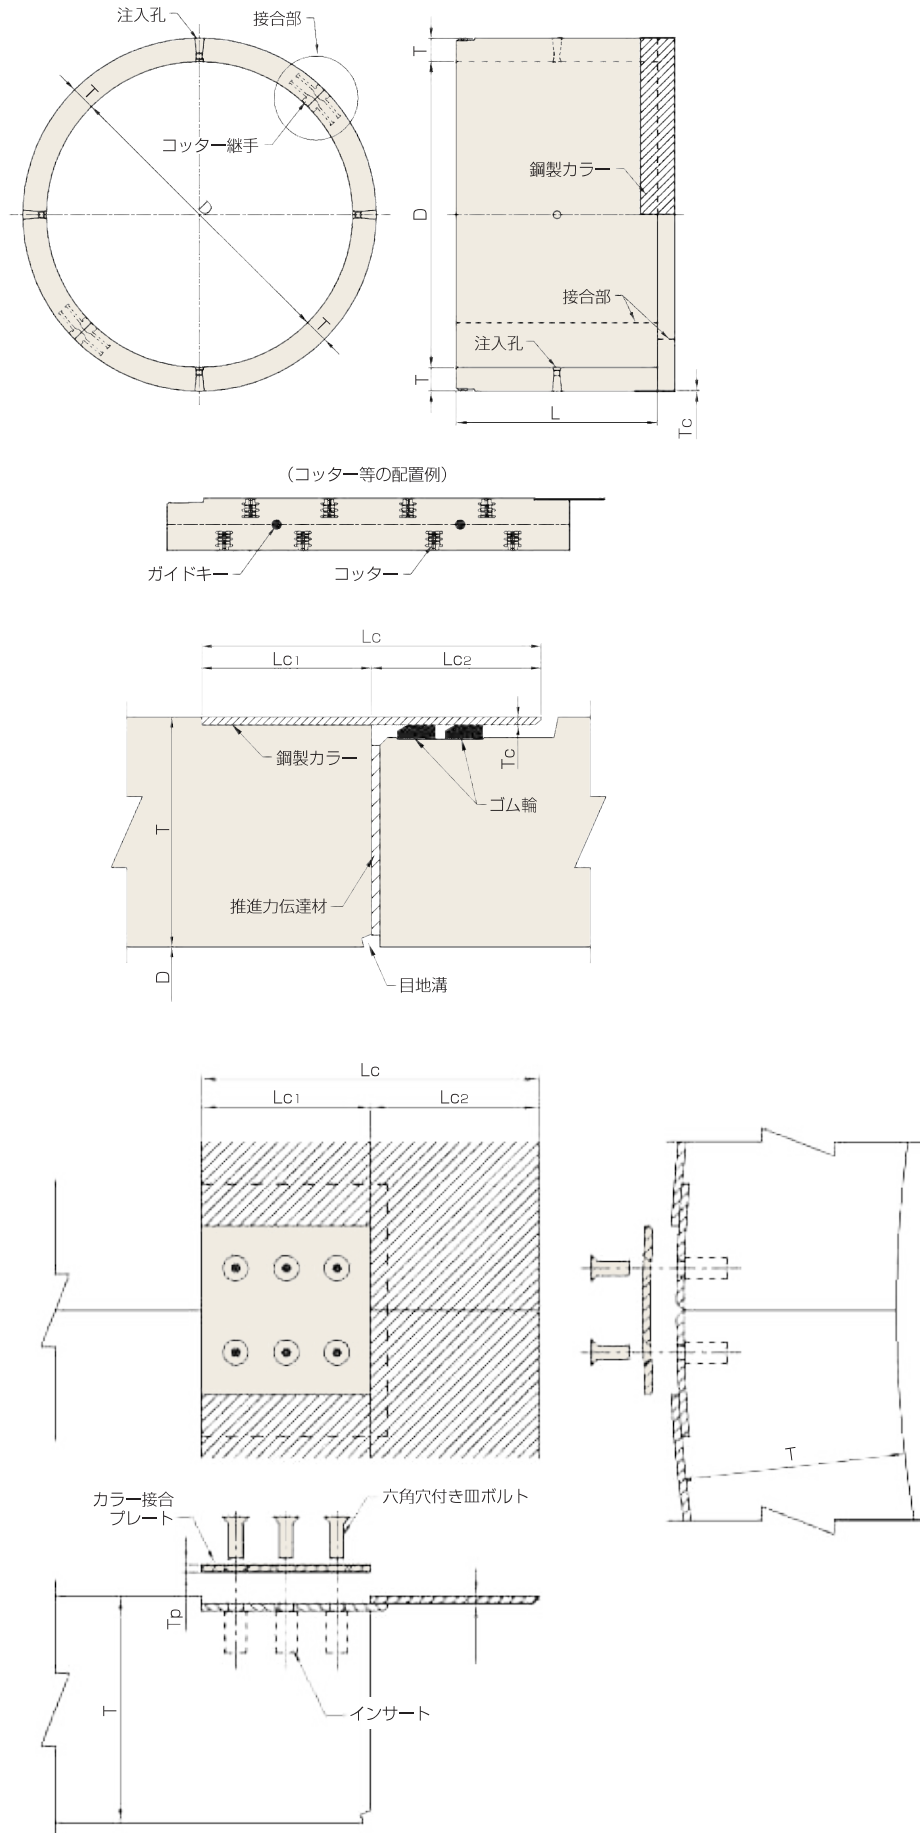 注入孔
接合部
T
コッター継手
D
T
T
鋼製カラー
D
接合部
注入孔
T
L
Tc
(コッター等の配置例)
ガイドキー
コッター
Lc
Lc1
Lc2
鋼製カラー
Tc
ゴム輪
T
推進力伝達材
D
目地溝
Lc
Lc1
Lc2
T
カラー接合
プレート
六角穴付き皿ボルト
Tp
T
インサート